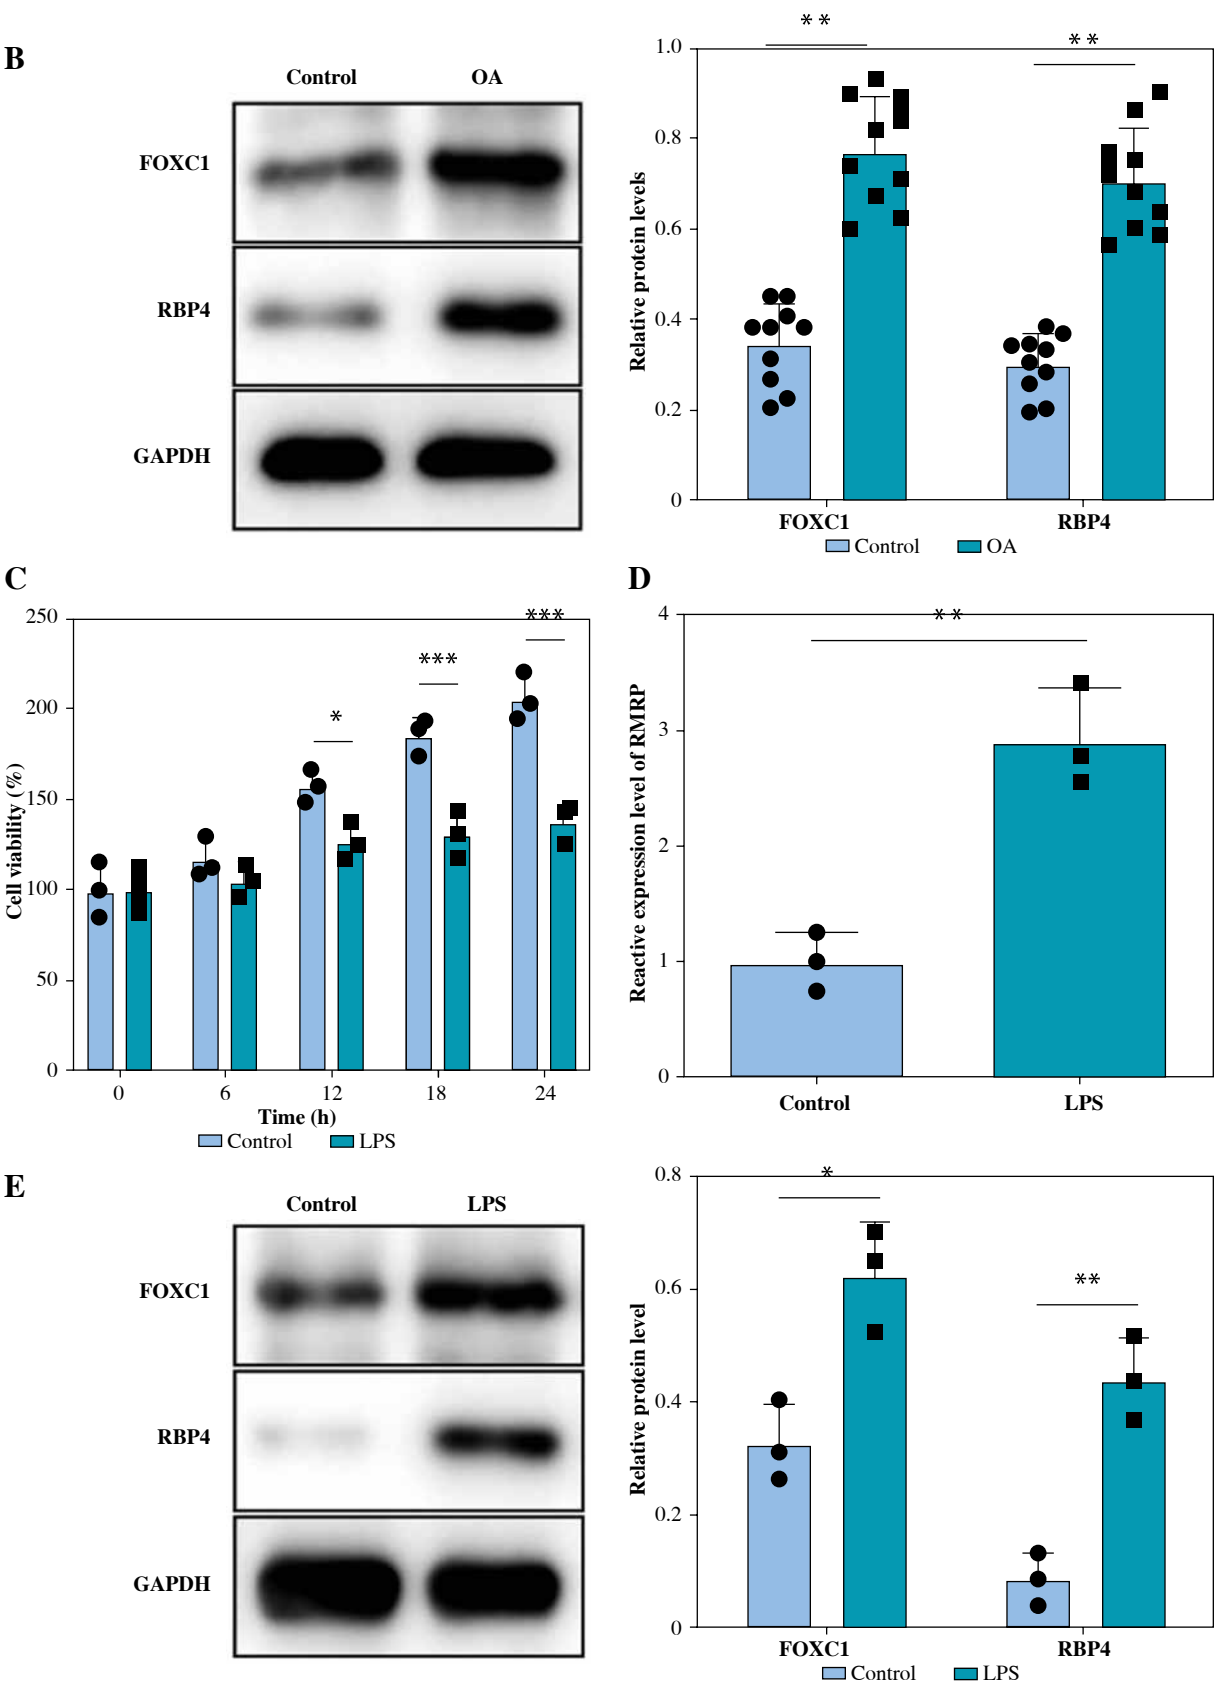 B
Control OA
FOXC1
RBP4
GAPDH
Relative protein levels
1.0
0.8
0.6
0.4
0.2
0
** **
FOXC1 RBP4
Control OA
C
Cell viability (%)
250
200
150
100
50
0
* *** ***
0 6 12 18 24
Time (h)
Control LPS
D
Reactive expression level of RMRP
4
3
2
1
0
**
Control LPS
E
Control LPS
FOXC1
RBP4
GAPDH
Relative protein level
0.8
0.6
0.4
0.2
0
* **
FOXC1 RBP4
Control LPS